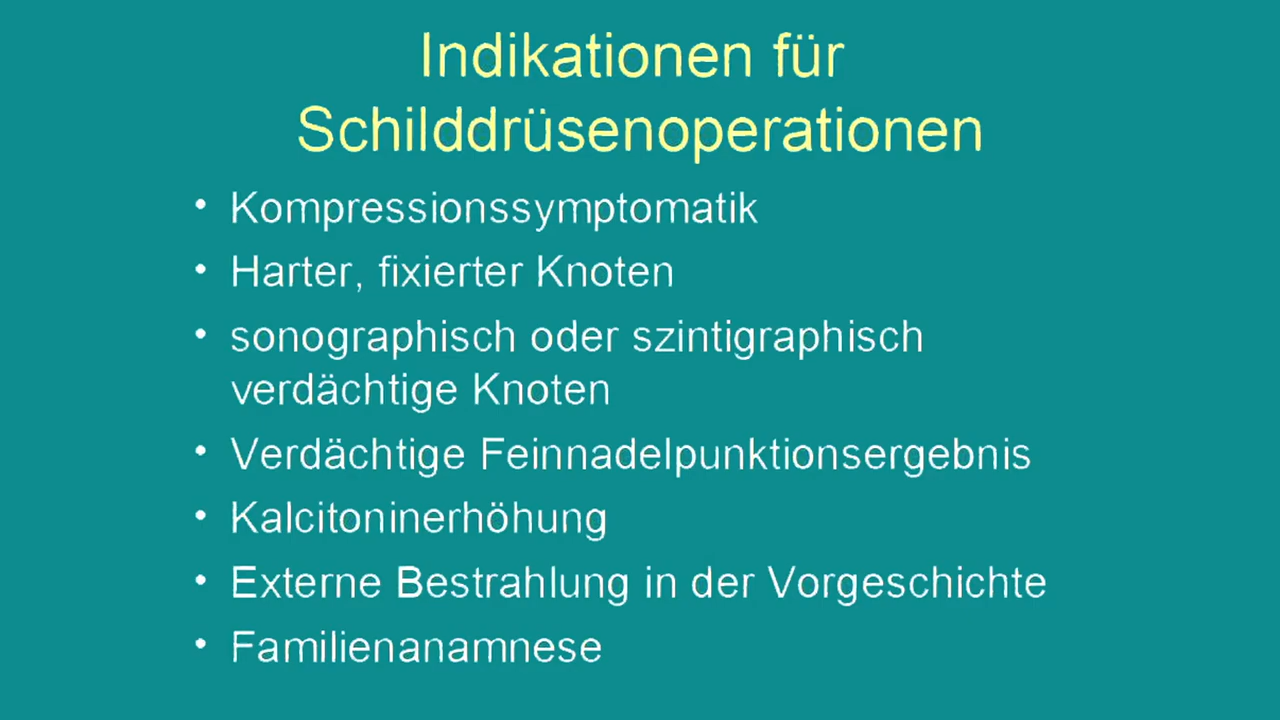 Indikationen für
Schilddrüsenoperationen
• Kompressionssymptomatik
• Harter, fixierter Knoten
• sonographisch oder szintigraphisch
verdächtige Knoten
• Verdächtige Feinnadelpunktionsergebnis
• Kalcitoninerhöhung
• Externe Bestrahlung in der Vorgeschichte
• Familienanamnese